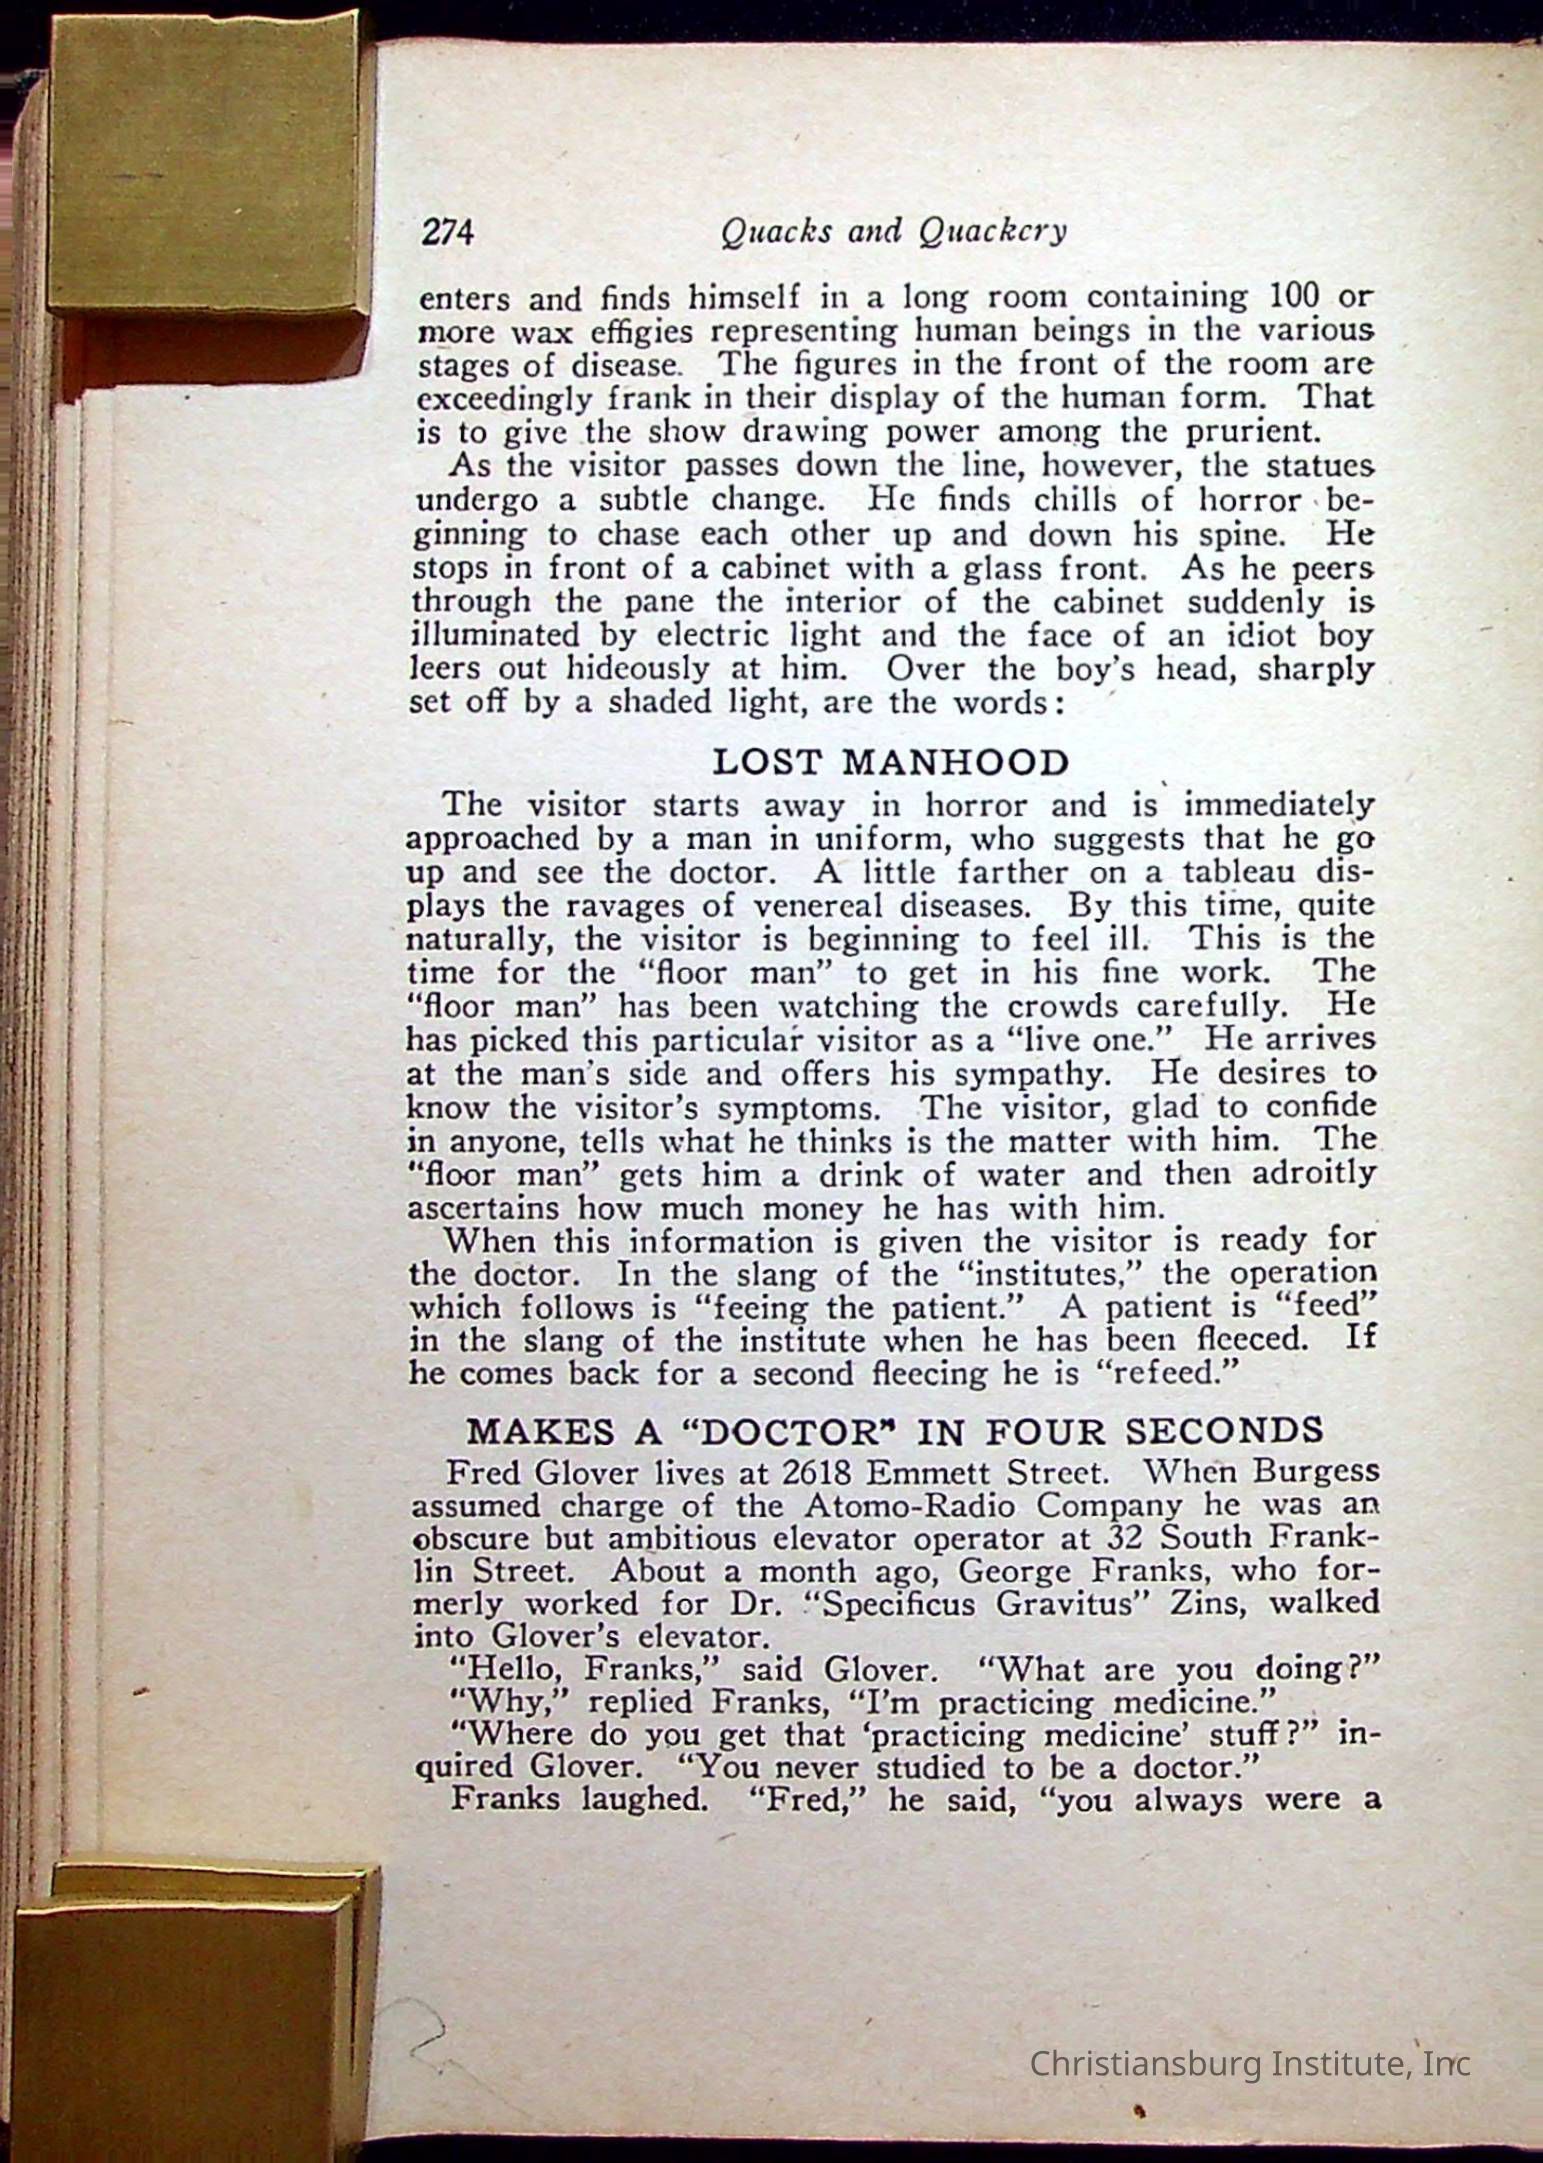 274 Quacks and Quackery
enters and finds himself in a long room containing 100 or
more wax effigies representing human beings in the various
stages of disease. The figures in the front of the room are
exceedingly frank in their display of the human form. That
is to give the show drawing power among the prurient.
As the visitor passes down the line, however, the statues
undergo a subtle change. He finds chills of horror be-
ginning to chase each other up and down his spine. He
stops in front of a cabinet with a glass front. As he peers
through the pane the interior of the cabinet suddenly is
illuminated by electric light and the face of an idiot boy
leers out hideously at him. Over the boy's head, sharply
set off by a shaded light, are the words:
LOST MANHOOD
The visitor starts away in horror and is immediately
approached by a man in uniform, who suggests that he go
up and see the doctor. A little farther on a tableau dis-
plays the ravages of venereal diseases. By this time, quite
naturally, the visitor is beginning to feel ill. This is the
time for the “floor man” to get in his fine work. The
“floor man” has been watching the crowds carefully. He
has picked this particular visitor as a “live one.” He arrives
at the man's side and offers his sympathy. He desires to
know the visitor's symptoms. The visitor, glad to confide
in anyone, tells what he thinks is the matter with him. The
“floor man” gets him a drink of water and then adroitly
ascertains how much money he has with him.
When this information is given the visitor is ready for
the doctor. In the slang of the “institutes,” the operation
which follows is “feeing the patient.” A patient is “feed”
in the slang of the institute when he has been fleeced. If
he comes back for a second fleecing he is “refeed.”
MAKES A “DOCTOR” IN FOUR SECONDS
Fred Glover lives at 2618 Emmett Street. When Burgess
assumed charge of the Atomo-Radio Company he was an
obscure but ambitious elevator operator at 32 South Frank-
lin Street. About a month ago, George Franks, who for-
merly worked for Dr. “Specificus Gravitus” Zins, walked
into Glover's elevator.
“Hello, Franks,” said Glover. “What are you doing?”
“Why,” replied Franks, “I'm practicing medicine.”
“Where do you get that ‘practicing medicine’ stuff?” in-
quired Glover. “You never studied to be a doctor.”
Franks laughed. “Fred,” he said, “you always were a
Christiansburg Institute, Inc